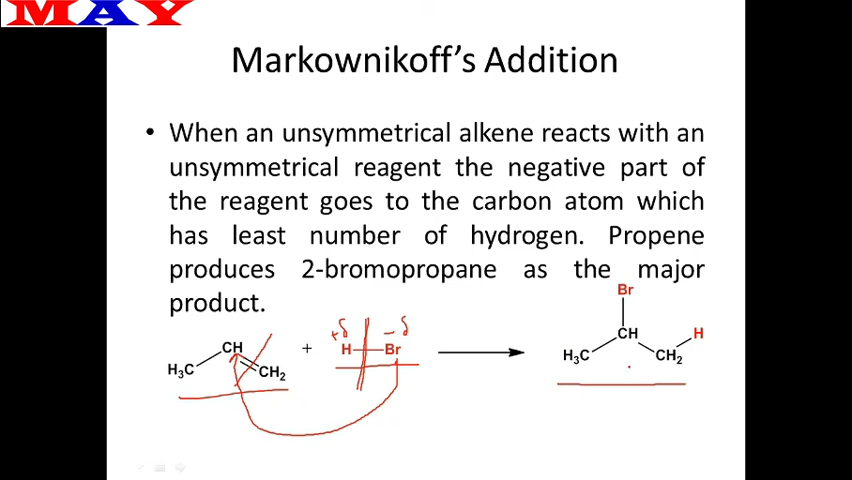 MAY
Markownikoff's Addition
• When an unsymmetrical alkene reacts with an
unsymmetrical reagent the negative part of
the reagent goes to the carbon atom which
has least number of hydrogen. Propene
produces 2-bromopropane as the major
product.
Br
+δ −δ
H₃C CH CH₂ + H Br H₃C CH CH₂ H